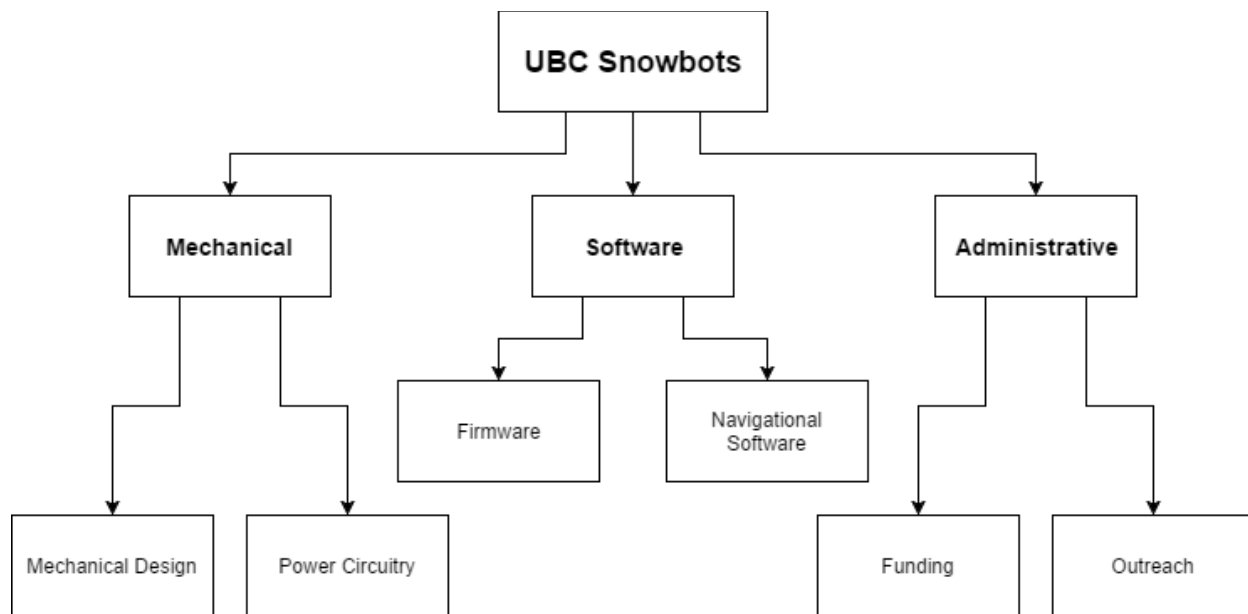 UBC Snowbots
Mechanical
Software
Administrative
Firmware
Navigational
Software
Mechanical Design
Power Circuitry
Funding
Outreach